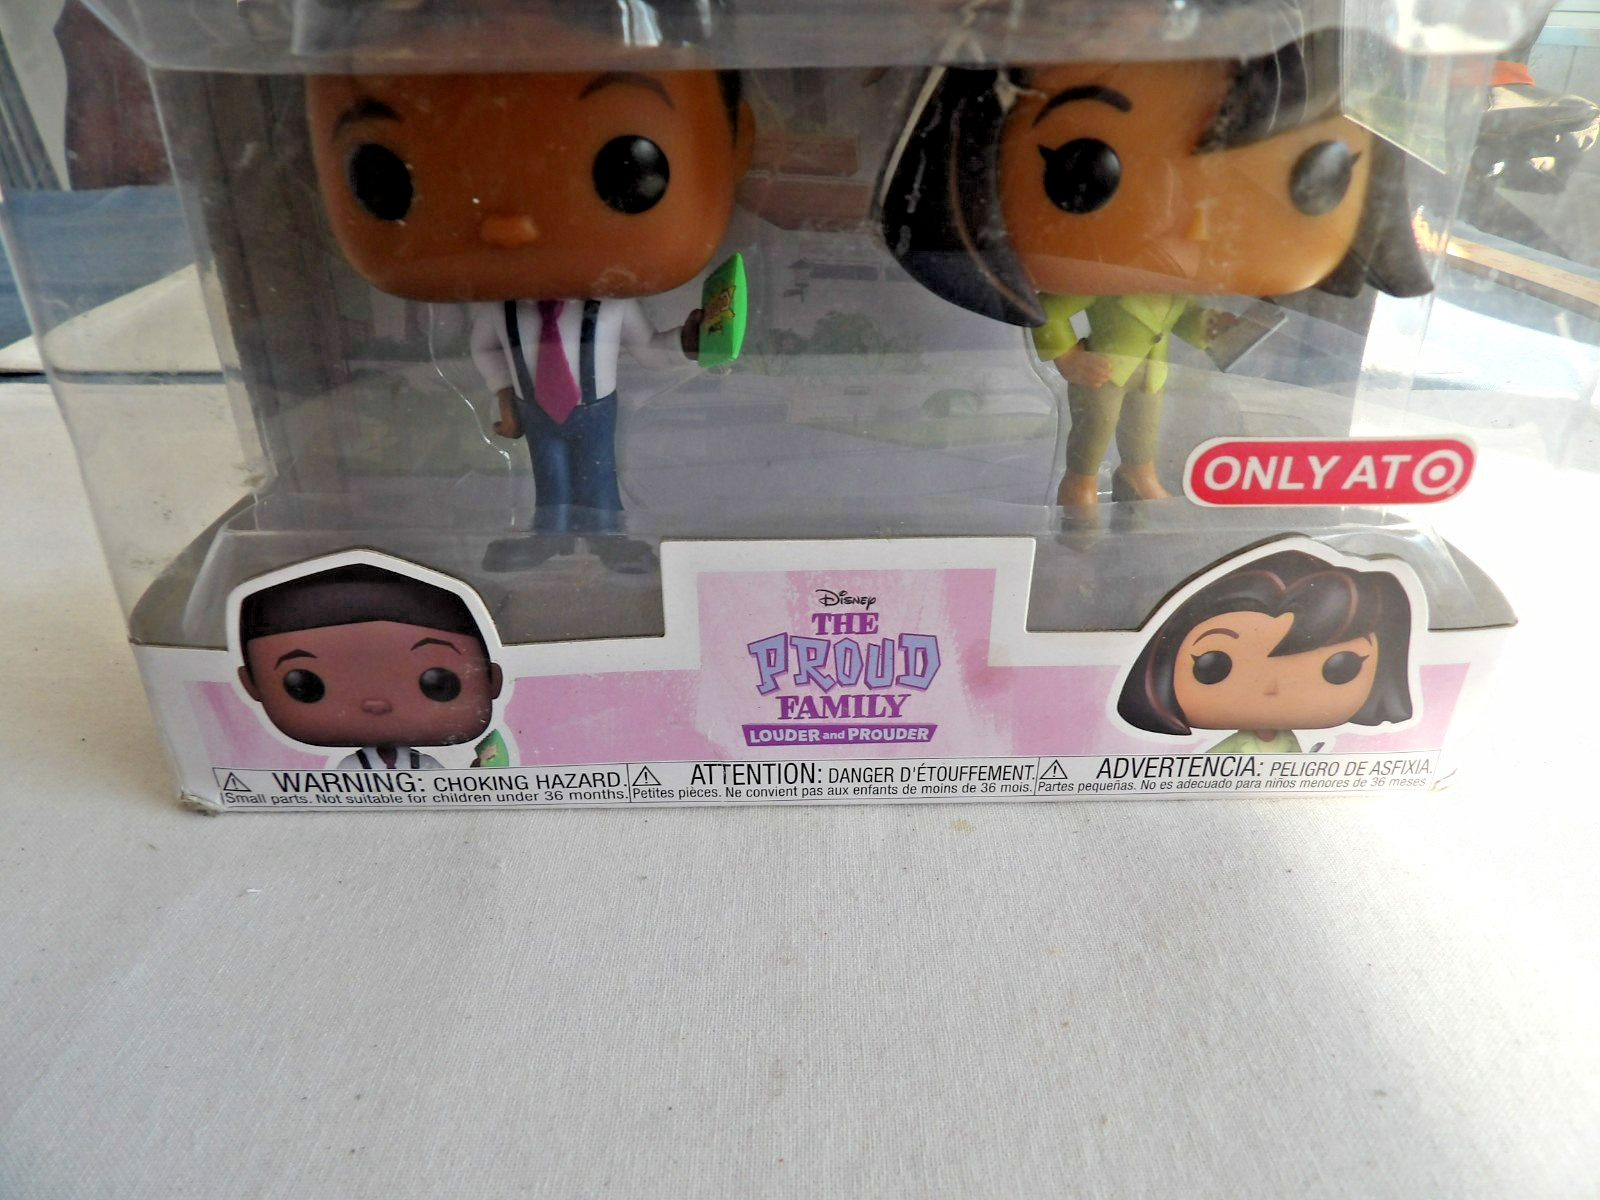 ONLY AT
Disney
THE
PROUD
FAMILY
LOUDER and PROUDER
WARNING: CHOKING HAZARD.
Small parts. Not suitable for children under 36 months.
ATTENTION: DANGER D'ÉTOUFFEMENT.
Petites pièces. Ne convient pas aux enfants de moins de 36 mois.
ADVERTENCIA: PELIGRO DE ASFIXIA.
Partes pequeñas. No es adecuado para niños menores de 36 meses.